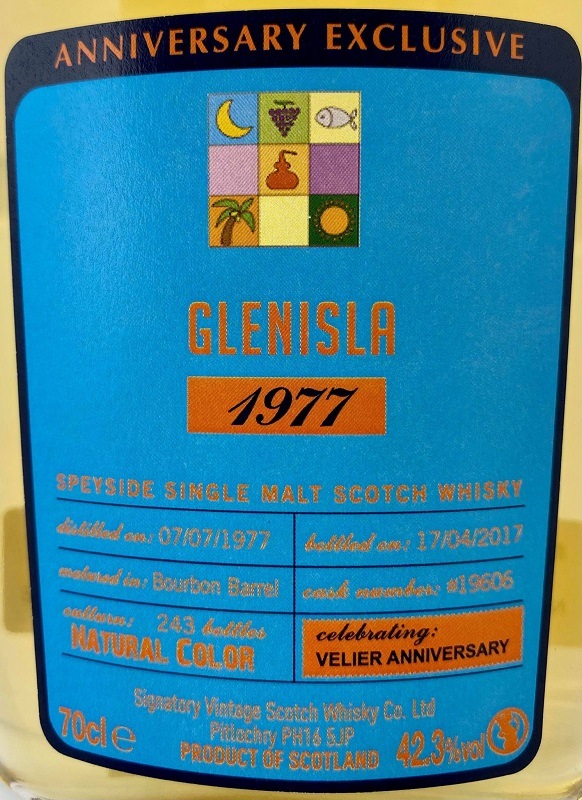 ANNIVERSARY EXCLUSIVE
GLENISLA
1977
SPEYSIDE SINGLE MALT SCOTCH WHISKY
distilled on: 07/07/1977
bottled on: 17/04/2017
matured in: Bourbon Barrel
cask number: #19606
outturn: 243 bottles
NATURAL COLOR
celebrating:
VELIER ANNIVERSARY
Signatory Vintage Scotch Whisky Co. Ltd
Pitlochry PH16 5JP
PRODUCT OF SCOTLAND
70cl e
42.3%vol